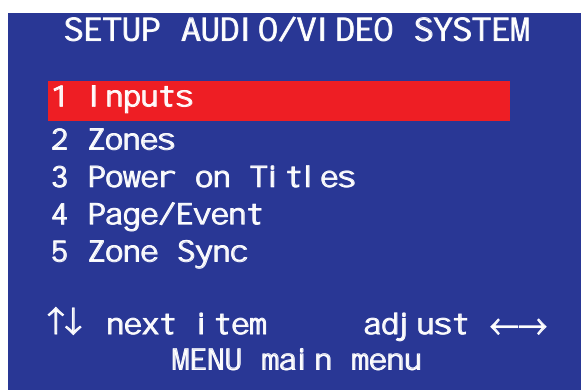 SETUP AUDIO/VIDEO SYSTEM
1 Inputs
2 Zones
3 Power on Titles
4 Page/Event
5 Zone Sync
↑↓ next item adjust ←→
MENU main menu